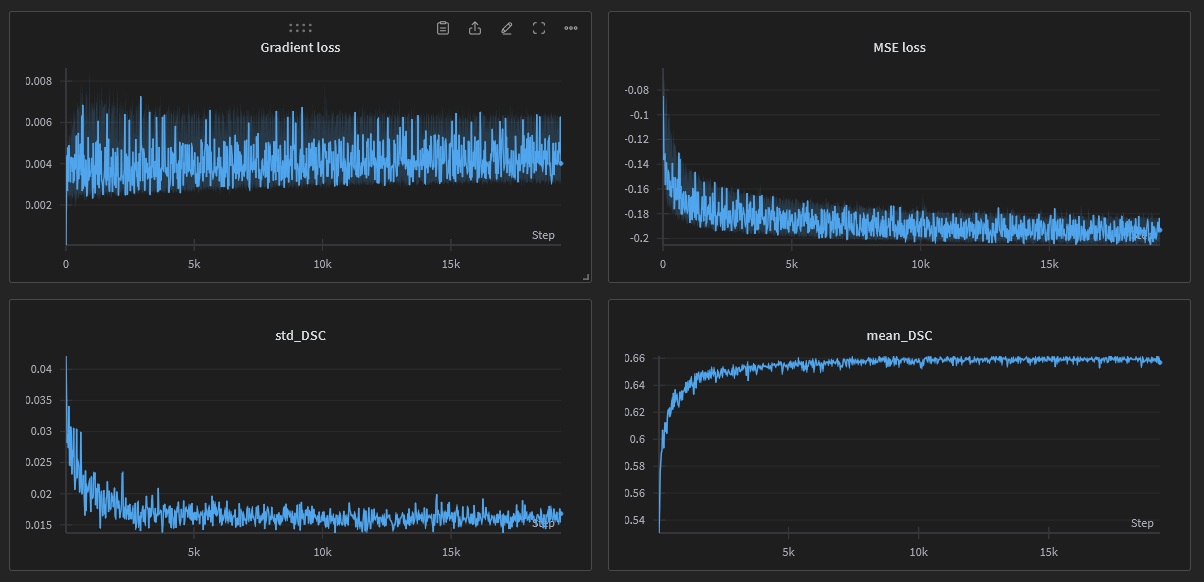 Gradient loss
0.008
0.006
0.004
0.002
Step
0
5k
10k
15k
MSE loss
-0.08
-0.1
-0.12
-0.14
-0.16
-0.18
-0.2
Step
0
5k
10k
15k
std_DSC
0.04
0.035
0.03
0.025
0.02
0.015
Step
5k
10k
15k
mean_DSC
0.66
0.64
0.62
0.6
0.58
0.56
0.54
Step
5k
10k
15k